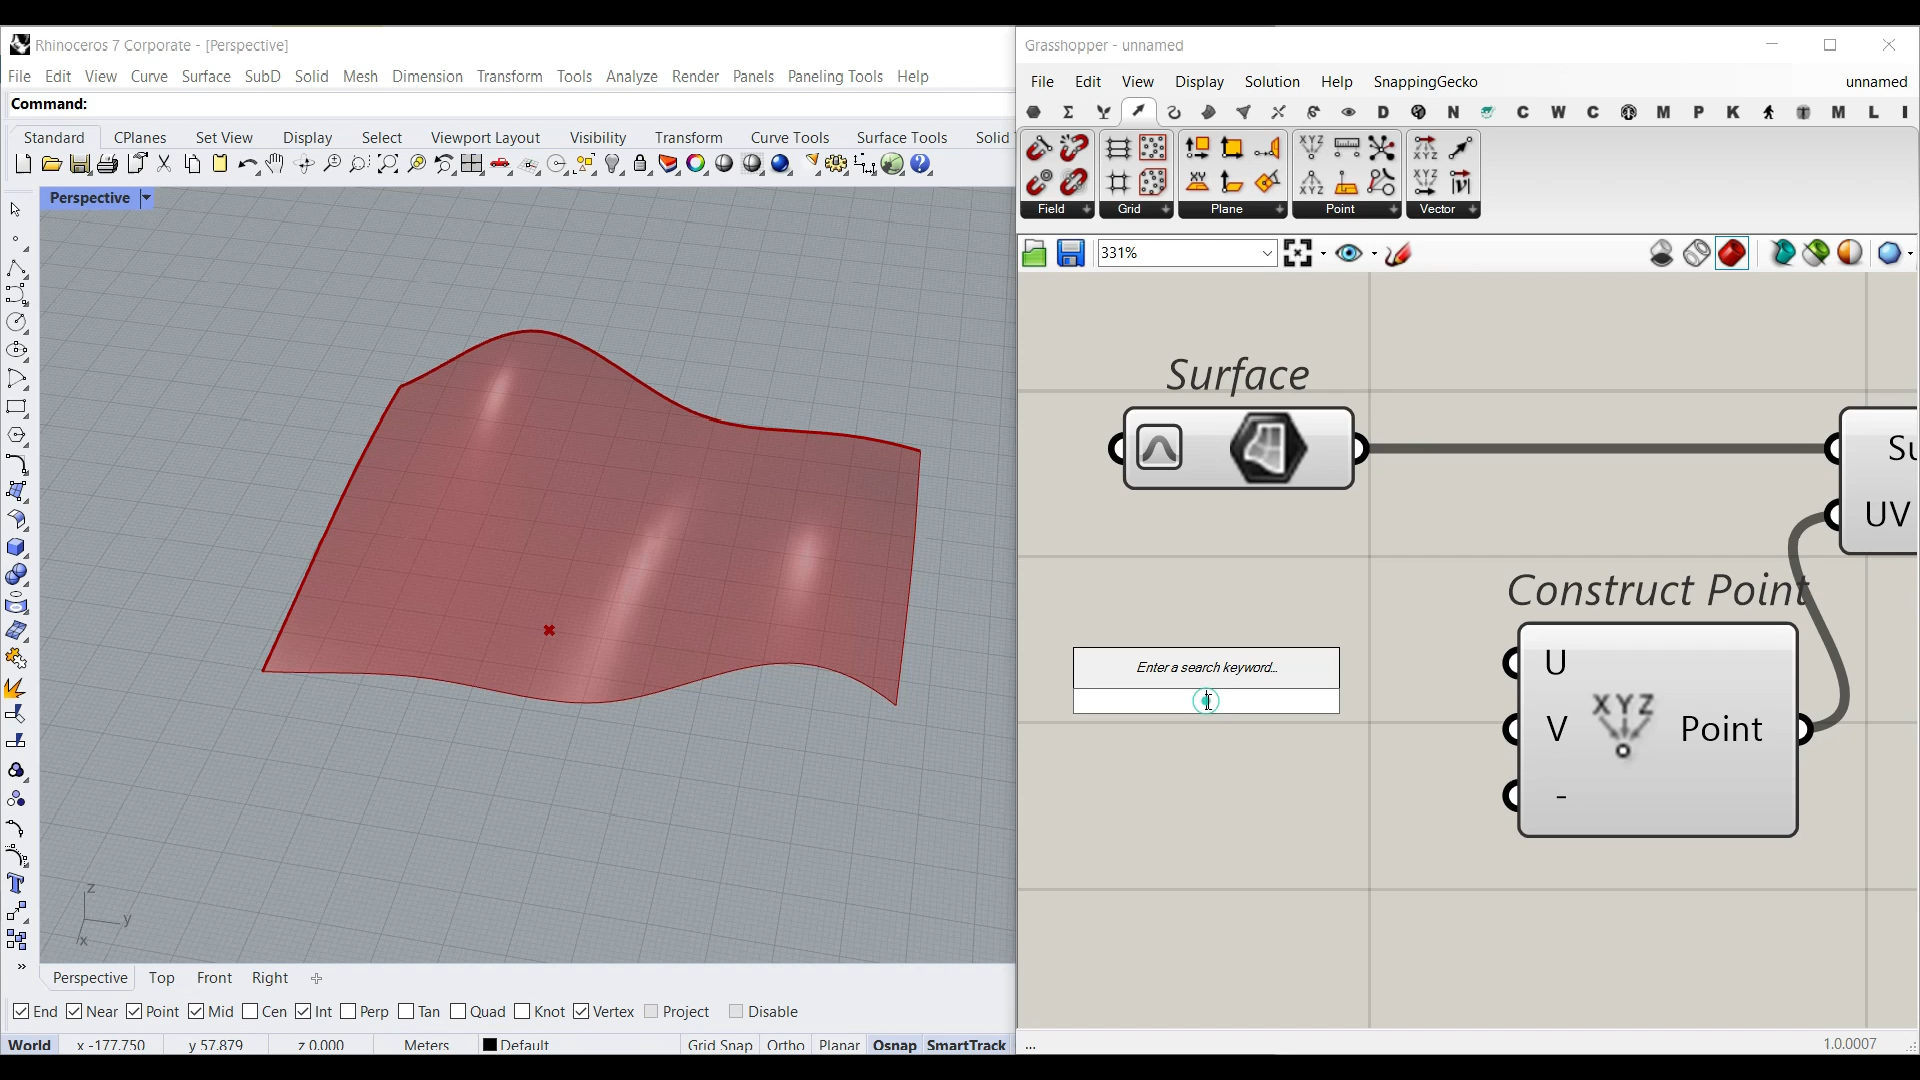 Rhinoceros 7 Corporate - [Perspective]
File Edit View Curve Surface SubD Solid Mesh Dimension Transform Tools Analyze Render Panels Paneling Tools Help
Command:
Standard CPlanes Set View Display Select Viewport Layout Visibility Transform Curve Tools Surface Tools Solid
Perspective
z
y
x
Perspective Top Front Right
End Near Point Mid Cen Int Perp Tan Quad Knot Vertex Project Disable
World x -177.750 y 57.879 z 0.000 Meters Default Grid Snap Ortho Planar Osnap SmartTrack
Grasshopper - unnamed
File Edit View Display Solution Help SnappingGecko unnamed
D N C W C M P K M L I
Field Grid Plane Point Vector
331%
Surface
Su
UV
Construct Point
Enter a search keyword...
U
XYZ
V Point
-
... 1.0.0007